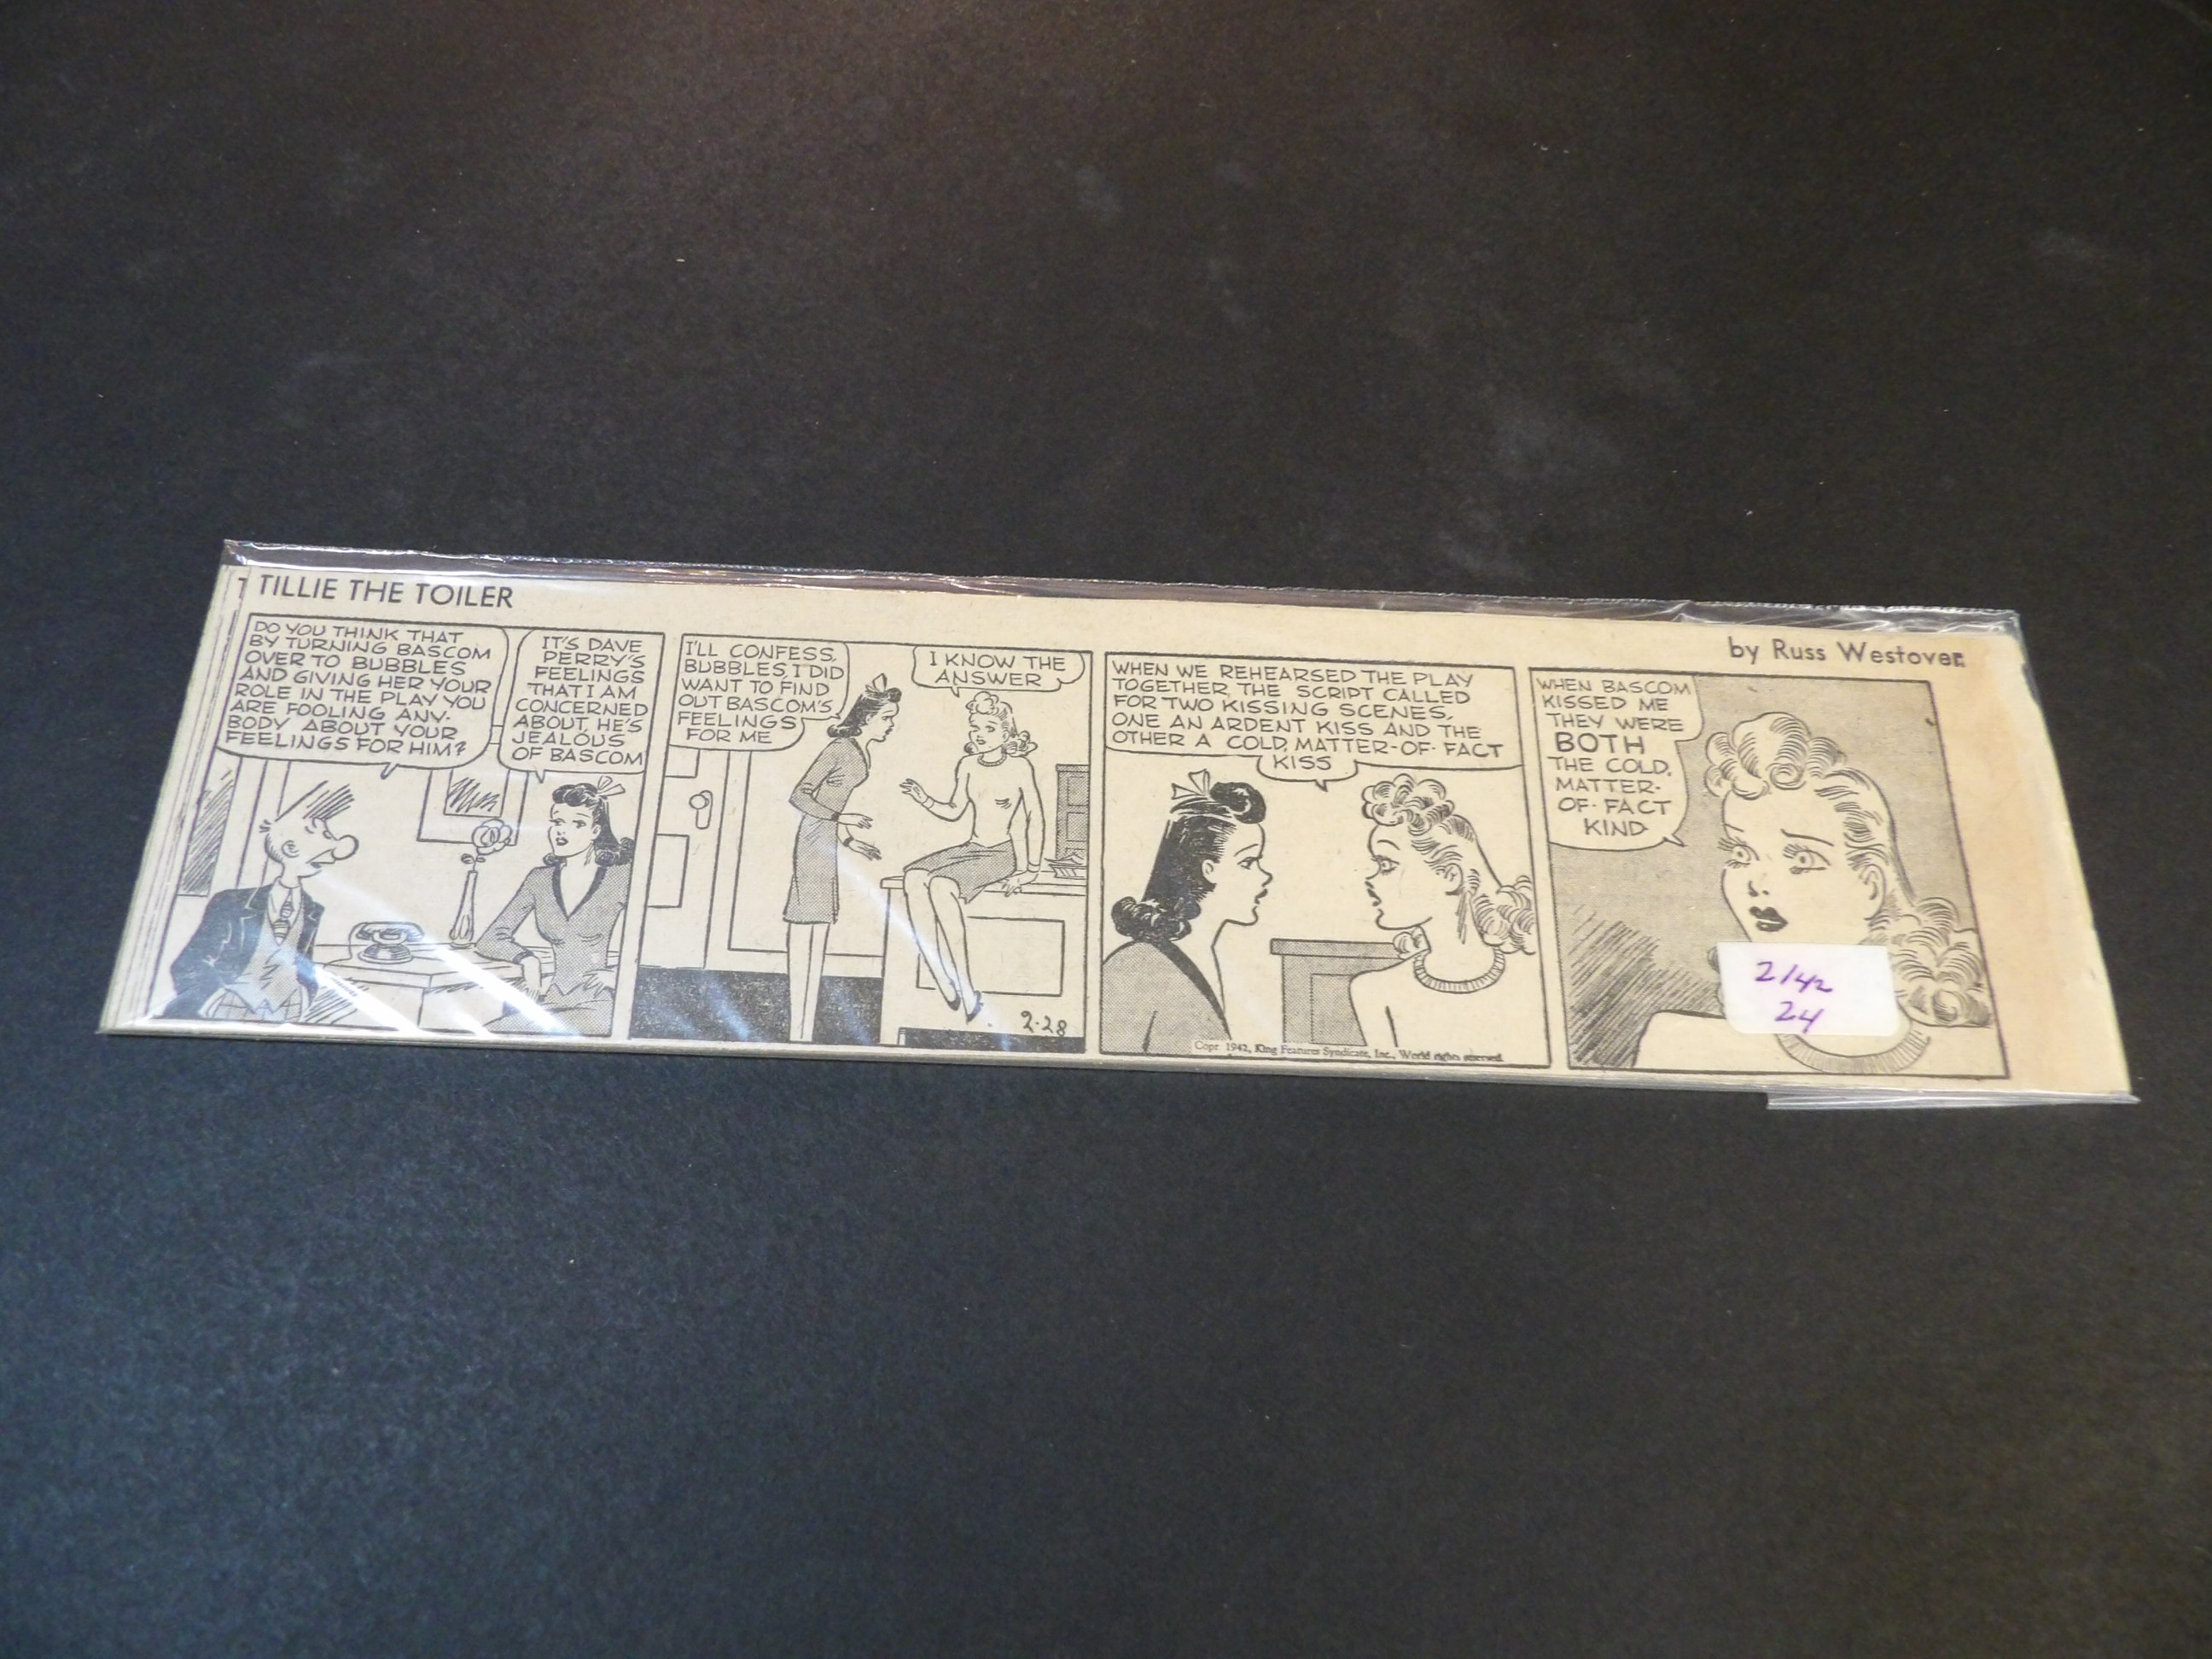 T TILLIE THE TOILER
by Russ Westover
DO YOU THINK THAT
BY TURNING BASCOM
OVER TO BUBBLES
AND GIVING HER YOUR
ROLE IN THE PLAY YOU
ARE FOOLING ANY-
BODY ABOUT YOUR
FEELINGS FOR HIM?
IT'S DAVE
PERRY'S
FEELINGS
THAT I AM
CONCERNED
ABOUT, HE'S
JEALOUS
OF BASCOM
I'LL CONFESS,
BUBBLES, I DID
WANT TO FIND
OUT BASCOM'S
FEELINGS
FOR ME
I KNOW THE
ANSWER
2-28
WHEN WE REHEARSED THE PLAY
TOGETHER, THE SCRIPT CALLED
FOR TWO KISSING SCENES,
ONE AN ARDENT KISS AND THE
OTHER A COLD, MATTER-OF-FACT
KISS
Copr. 1942, King Features Syndicate, Inc., World rights reserved.
WHEN BASCOM
KISSED ME
THEY WERE
BOTH
THE COLD,
MATTER-
OF-FACT
KIND
2/42
24